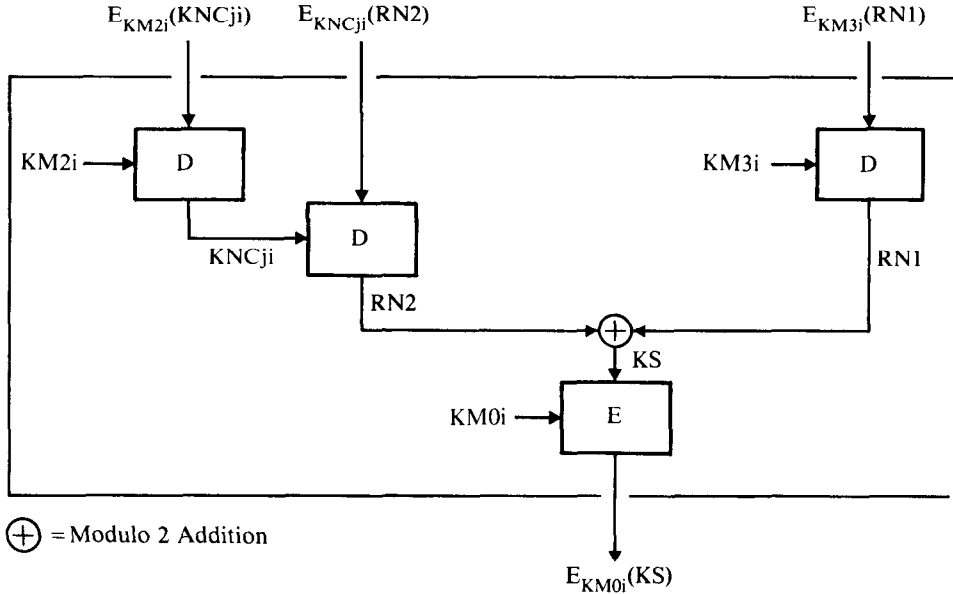 E_KM2i(KNCji)
E_KNCji(RN2)
E_KM3i(RN1)
KM2i
D
KM3i
D
KNCji
D
RN2
RN1
KS
KM0i
E
= Modulo 2 Addition
E_KM0i(KS)